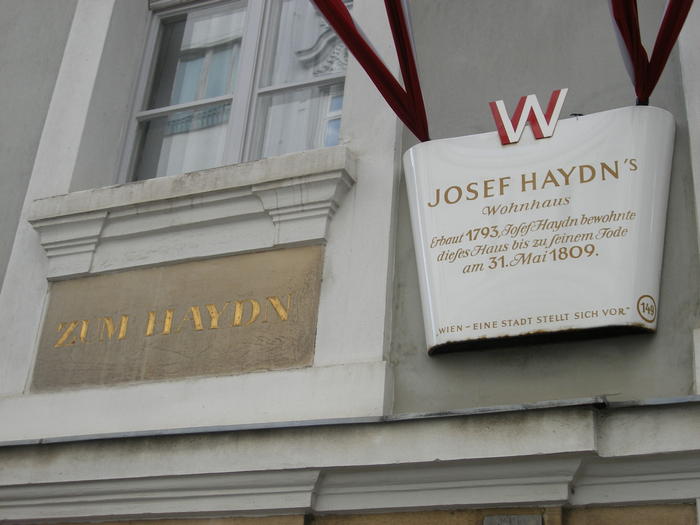 ZUM HAYDN
W
JOSEF HAYDN'S
Wohnhaus
Erbaut 1793, Josef Haydn bewohnte
dieses Haus bis zu seinem Tode
am 31. Mai 1809.
„WIEN – EINE STADT STELLT SICH VOR"
149